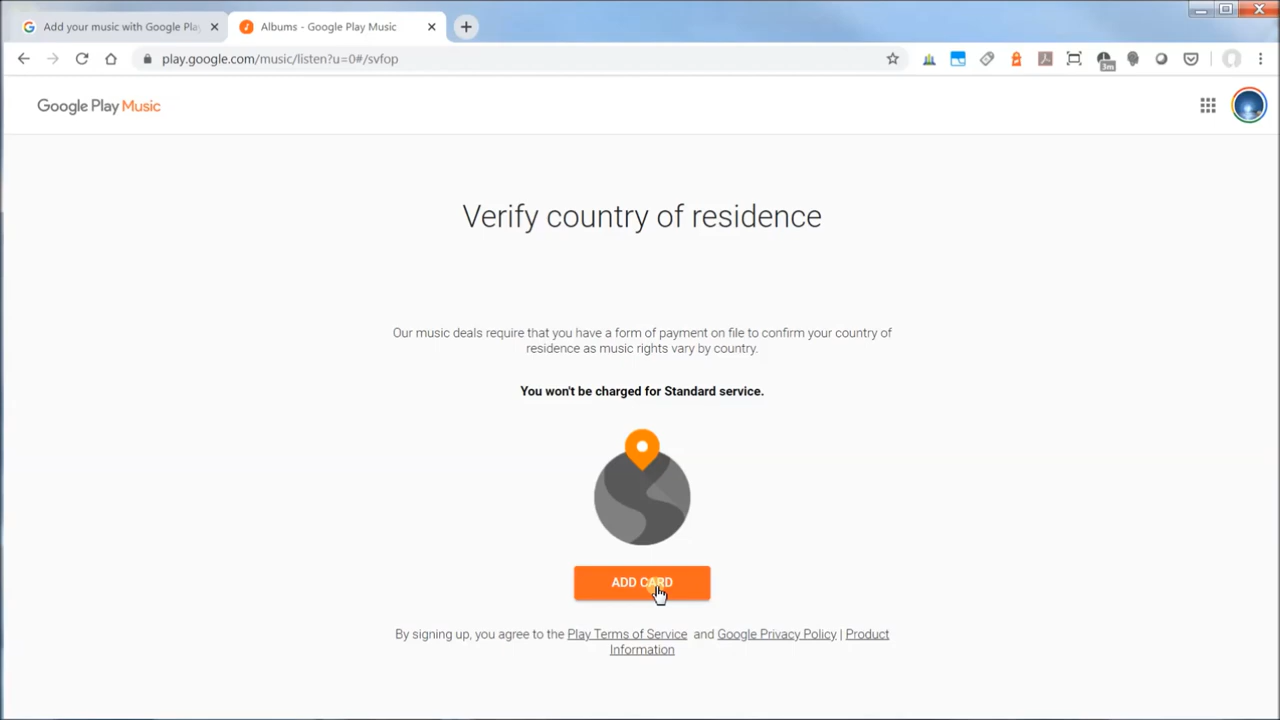 Add your music with Google Play
Albums - Google Play Music
play.google.com/music/listen?u=0#/svfop
3m
Google Play Music
Verify country of residence
Our music deals require that you have a form of payment on file to confirm your country of
residence as music rights vary by country.
You won't be charged for Standard service.
ADD CARD
By signing up, you agree to the Play Terms of Service and Google Privacy Policy | Product
Information